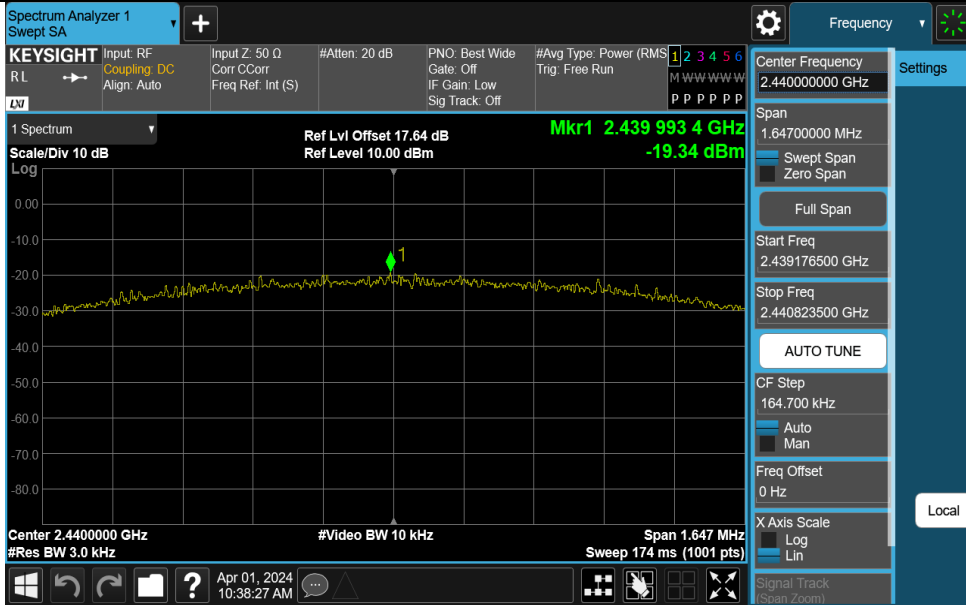 Spectrum Analyzer 1
Swept SA
Frequency
KEYSIGHT
R L
LXI
Input: RF
Coupling: DC
Align: Auto
Input Z: 50 Ω
Corr CCorr
Freq Ref: Int (S)
#Atten: 20 dB
PNO: Best Wide
Gate: Off
IF Gain: Low
Sig Track: Off
#Avg Type: Power (RMS
Trig: Free Run
1 2 3 4 5 6
M W W W W W
P P P P P P
1 Spectrum
Scale/Div 10 dB
Log
Ref Lvl Offset 17.64 dB
Ref Level 10.00 dBm
Mkr1 2.439 993 4 GHz
-19.34 dBm
1
0.00
-10.0
-20.0
-30.0
-40.0
-50.0
-60.0
-70.0
-80.0
Center 2.4400000 GHz
#Res BW 3.0 kHz
#Video BW 10 kHz
Span 1.647 MHz
Sweep 174 ms (1001 pts)
Center Frequency
2.440000000 GHz
Span
1.64700000 MHz
Swept Span
Zero Span
Full Span
Start Freq
2.439176500 GHz
Stop Freq
2.440823500 GHz
AUTO TUNE
CF Step
164.700 kHz
Auto
Man
Freq Offset
0 Hz
X Axis Scale
Log
Lin
Signal Track
(Span Zoom)
Settings
Local
?
Apr 01, 2024
10:38:27 AM